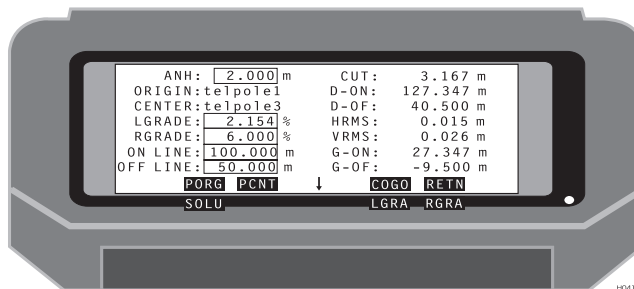 ANH: 2.000 m CUT: 3.167 m
ORIGIN:telpole1 D-ON: 127.347 m
CENTER:telpole3 D-OF: 40.500 m
LGRADE: 2.154 % HRMS: 0.015 m
RGRADE: 6.000 % VRMS: 0.026 m
ON LINE: 100.000 m G-ON: 27.347 m
OFF LINE: 50.000 m G-OF: -9.500 m
PORG PCNT ↓ COGO RETN
SOLU LGRA RGRA